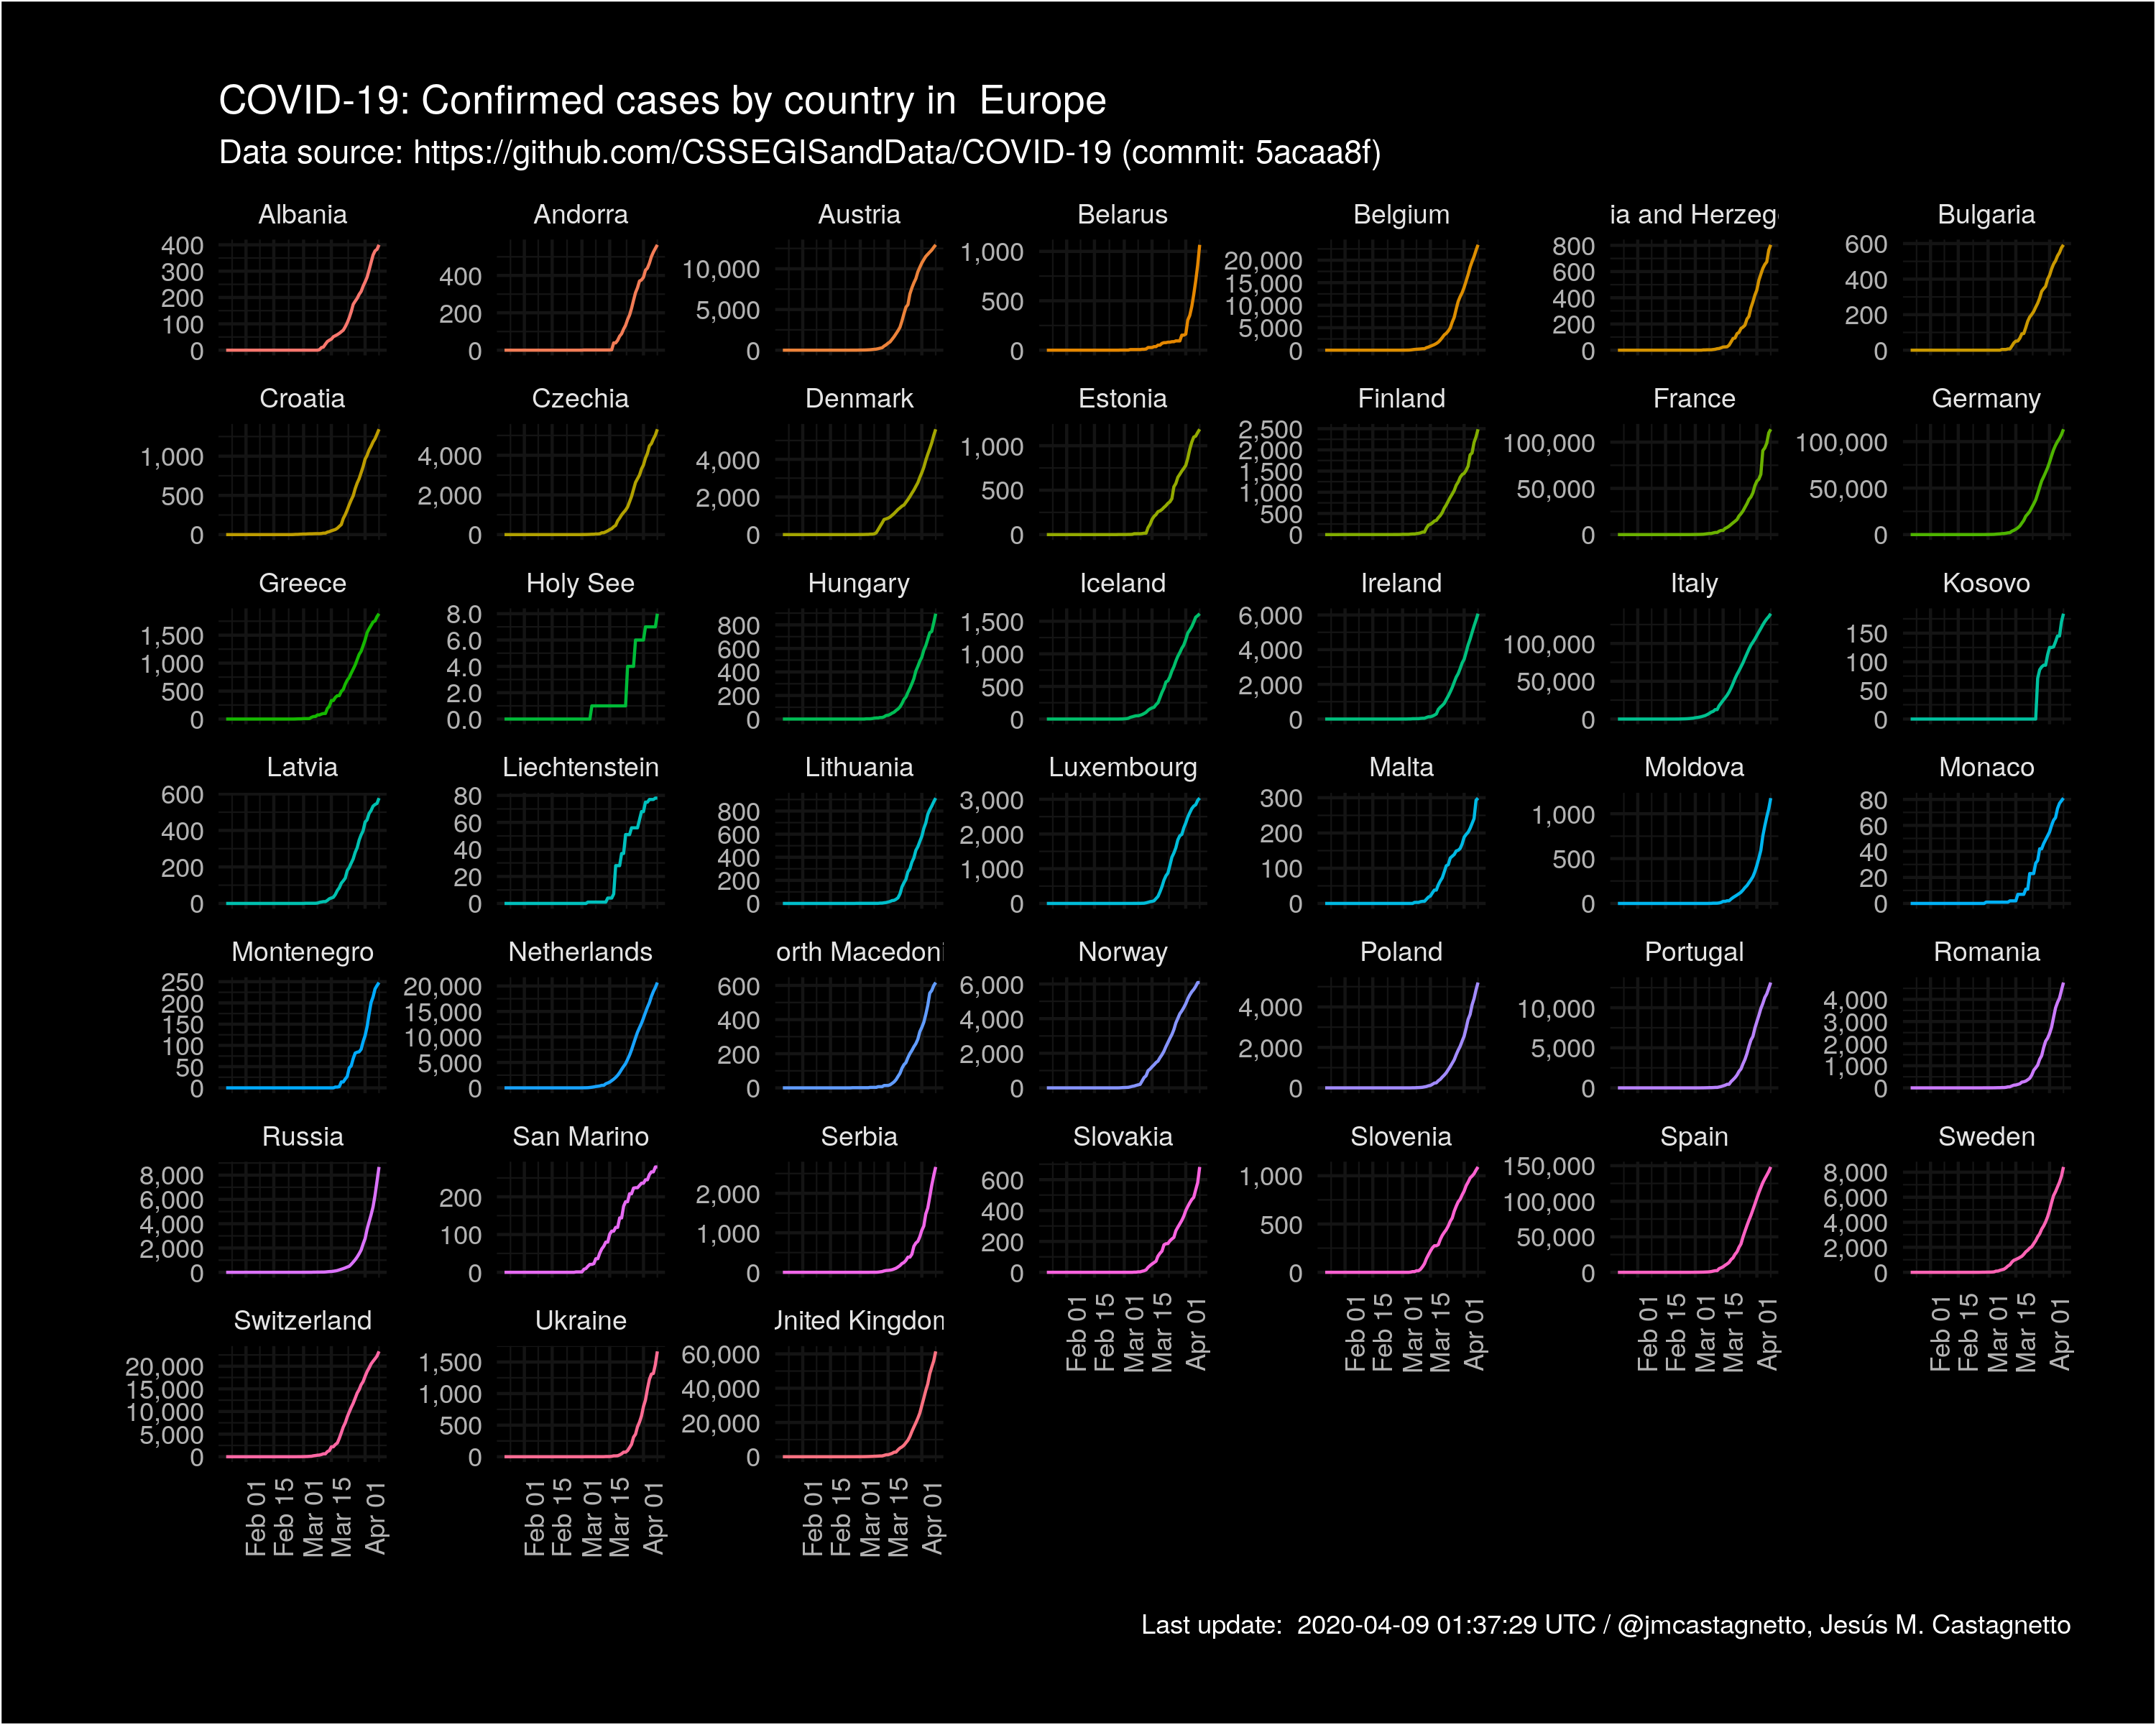 COVID-19: Confirmed cases by country in  Europe
Data source: https://github.com/CSSEGISandData/COVID-19 (commit: 5acaa8f)
Albania
400
300
200
100
0
Andorra
400
200
0
Austria
10,000
5,000
0
Belarus
1,000
500
0
Belgium
20,000
15,000
10,000
5,000
0
ia and Herzeg
800
600
400
200
0
Bulgaria
600
400
200
0
Croatia
1,000
500
0
Czechia
4,000
2,000
0
Denmark
4,000
2,000
0
Estonia
1,000
500
0
Finland
2,500
2,000
1,500
1,000
500
0
France
100,000
50,000
0
Germany
100,000
50,000
0
Greece
1,500
1,000
500
0
Holy See
8.0
6.0
4.0
2.0
0.0
Hungary
800
600
400
200
0
Iceland
1,500
1,000
500
0
Ireland
6,000
4,000
2,000
0
Italy
100,000
50,000
0
Kosovo
150
100
50
0
Latvia
600
400
200
0
Liechtenstein
80
60
40
20
0
Lithuania
800
600
400
200
0
Luxembourg
3,000
2,000
1,000
0
Malta
300
200
100
0
Moldova
1,000
500
0
Monaco
80
60
40
20
0
Montenegro
250
200
150
100
50
0
Netherlands
20,000
15,000
10,000
5,000
0
orth Macedoni
600
400
200
0
Norway
6,000
4,000
2,000
0
Poland
4,000
2,000
0
Portugal
10,000
5,000
0
Romania
4,000
3,000
2,000
1,000
0
Russia
8,000
6,000
4,000
2,000
0
San Marino
200
100
0
Serbia
2,000
1,000
0
Slovakia
600
400
200
0
Feb 01
Feb 15
Mar 01
Mar 15
Apr 01
Slovenia
1,000
500
0
Feb 01
Feb 15
Mar 01
Mar 15
Apr 01
Spain
150,000
100,000
50,000
0
Feb 01
Feb 15
Mar 01
Mar 15
Apr 01
Sweden
8,000
6,000
4,000
2,000
0
Feb 01
Feb 15
Mar 01
Mar 15
Apr 01
Switzerland
20,000
15,000
10,000
5,000
0
Feb 01
Feb 15
Mar 01
Mar 15
Apr 01
Ukraine
1,500
1,000
500
0
Feb 01
Feb 15
Mar 01
Mar 15
Apr 01
United Kingdom
60,000
40,000
20,000
0
Feb 01
Feb 15
Mar 01
Mar 15
Apr 01
Last update:  2020-04-09 01:37:29 UTC / @jmcastagnetto, Jesús M. Castagnetto